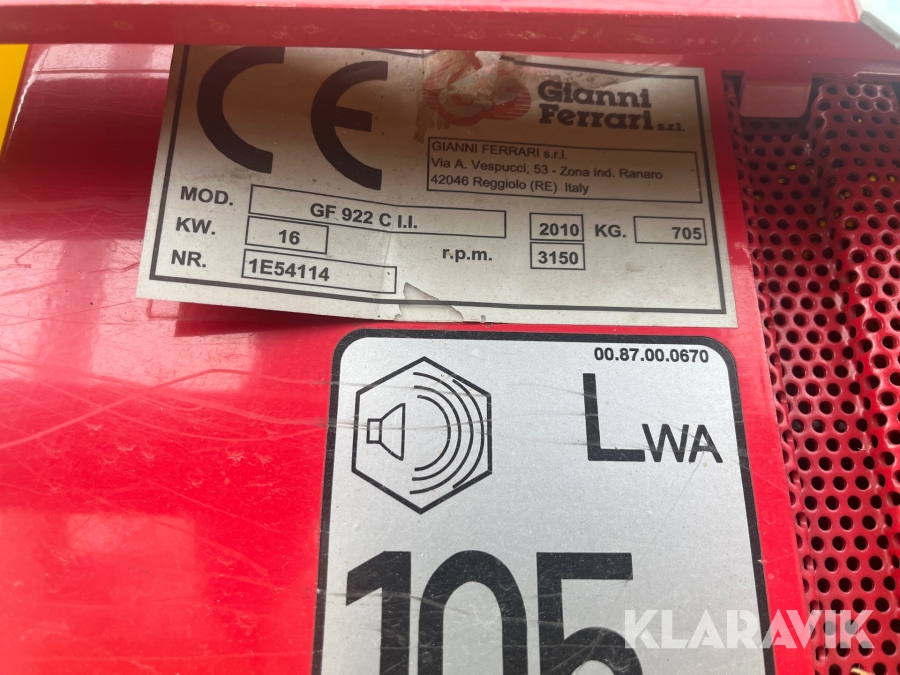 CE
Gianni
Ferrari s.r.l.
GIANNI FERRARI s.r.l.
Via A. Vespucci, 53 - Zona Ind. Ranaro
42046 Reggiolo (RE) Italy
MOD. GF 922 C I.I. 2010 KG. 705
KW. 16 r.p.m. 3150
NR. 1E54114
00.87.00.0670
LWA
105
KLARAVIK